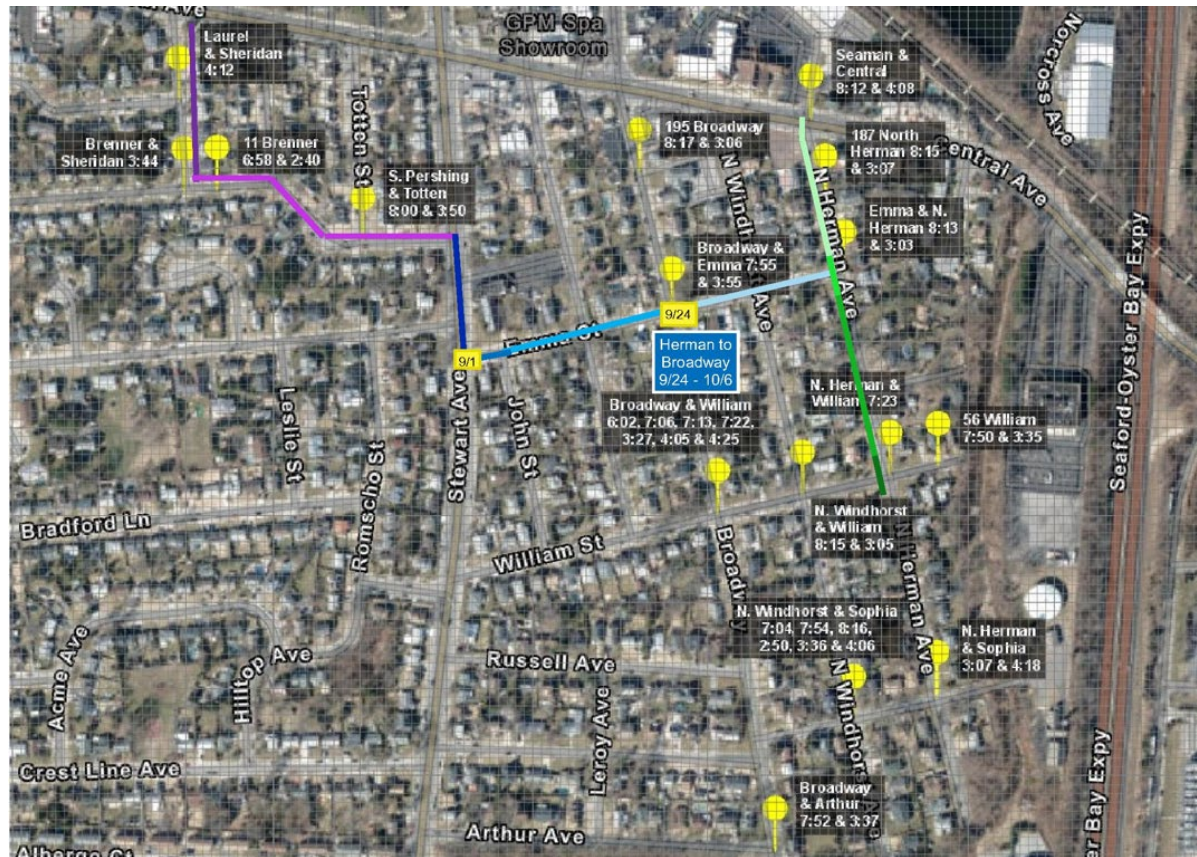 GPM Spa
Showroom
Norcross Ave
Laurel
& Sheridan
4:12
Seaman &
Central
8:12 & 4:08
Totten St
Brenner &
Sheridan 3:44
11 Brenner
6:58 & 2:40
195 Broadway
8:17 & 3:06
187 North
Herman 8:15
& 3:07
Central Ave
S. Pershing
& Totten
8:00 & 3:50
N Herman Ave
Emma & N.
Herman 8:13
& 3:03
Broadway &
Emma 7:55
& 3:55
9/24
Emma St
9/1
Herman to
Broadway
9/24 - 10/6
Seaford-Oyster Bay Expy
Leslie St
Romscho St
Stewart Ave
John St
Broadway & William
6:02, 7:06, 7:13, 7:22,
3:27, 4:05 & 4:25
N. Herman &
William 7:23
56 William
7:50 & 3:35
Bradford Ln
William St
Broadway
N. Windhorst
& William
8:15 & 3:05
N Herman Ave
Acme Ave
Hilltop Ave
N. Windhorst & Sophia
7:04, 7:54, 8:16,
2:50, 3:36 & 4:06
N. Herman
& Sophia
3:07 & 4:18
Russell Ave
Leroy Ave
Crest Line Ave
Broadway
& Arthur
7:52 & 3:37
Arthur Ave
Bay Expy